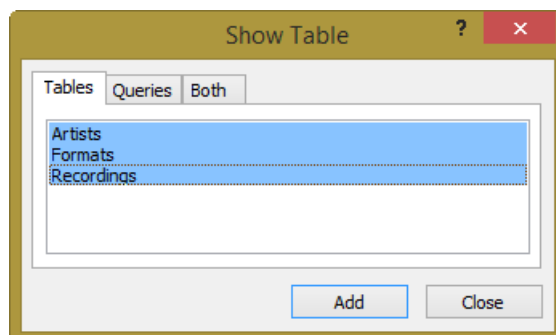 Show Table ? ×
Tables Queries Both
Artists
Formats
Recordings
Add Close